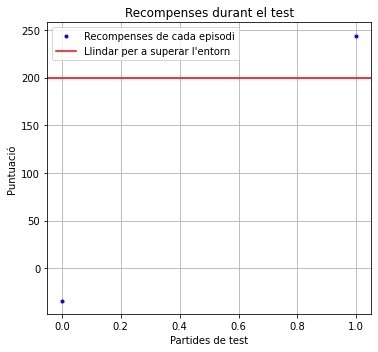 Recompenses durant el test
Recompenses de cada episodi
Llindar per a superar l'entorn
250
200
150
100
50
0
Puntuació
0.0 0.2 0.4 0.6 0.8 1.0
Partides de test